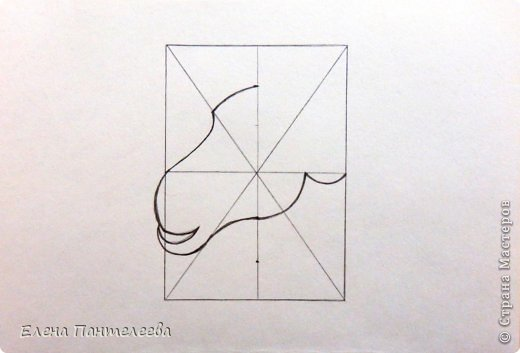 Елена Пантелеева
© Страна Мастеров